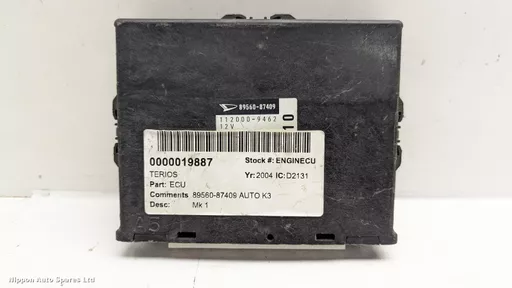 89560-87409
112000-9462
12V
10
0000019887 Stock #: ENGINECU
TERIOS Yr: 2004 IC: D2131
Part: ECU
Comments 89560-87409 AUTO K3
Desc: Mk 1
Nippon Auto Spares Ltd